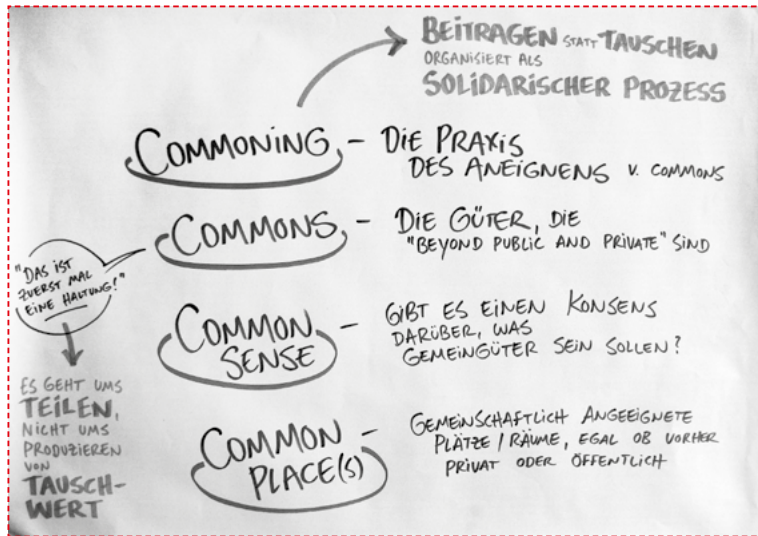 BEITRAGEN STATT TAUSCHEN
ORGANISIERT ALS
SOLIDARISCHER PROZESS
COMMONING - DIE PRAXIS
DES ANEIGNENS V. COMMONS
COMMONS - DIE GÜTER, DIE
"BEYOND PUBLIC AND PRIVATE" SIND
"DAS IST
ZUERST MAL
EINE HALTUNG!"
ES GEHT UMS
TEILEN,
NICHT UMS
PRODUZIEREN
VON
TAUSCH-
WERT
COMMON
SENSE
- GIBT ES EINEN KONSENS
DARÜBER, WAS
GEMEINGÜTER SEIN SOLLEN?
COMMON
PLACE(S)
- GEMEINSCHAFTLICH ANGEEIGNETE
PLÄTZE / RÄUME, EGAL OB VORHER
PRIVAT ODER ÖFFENTLICH